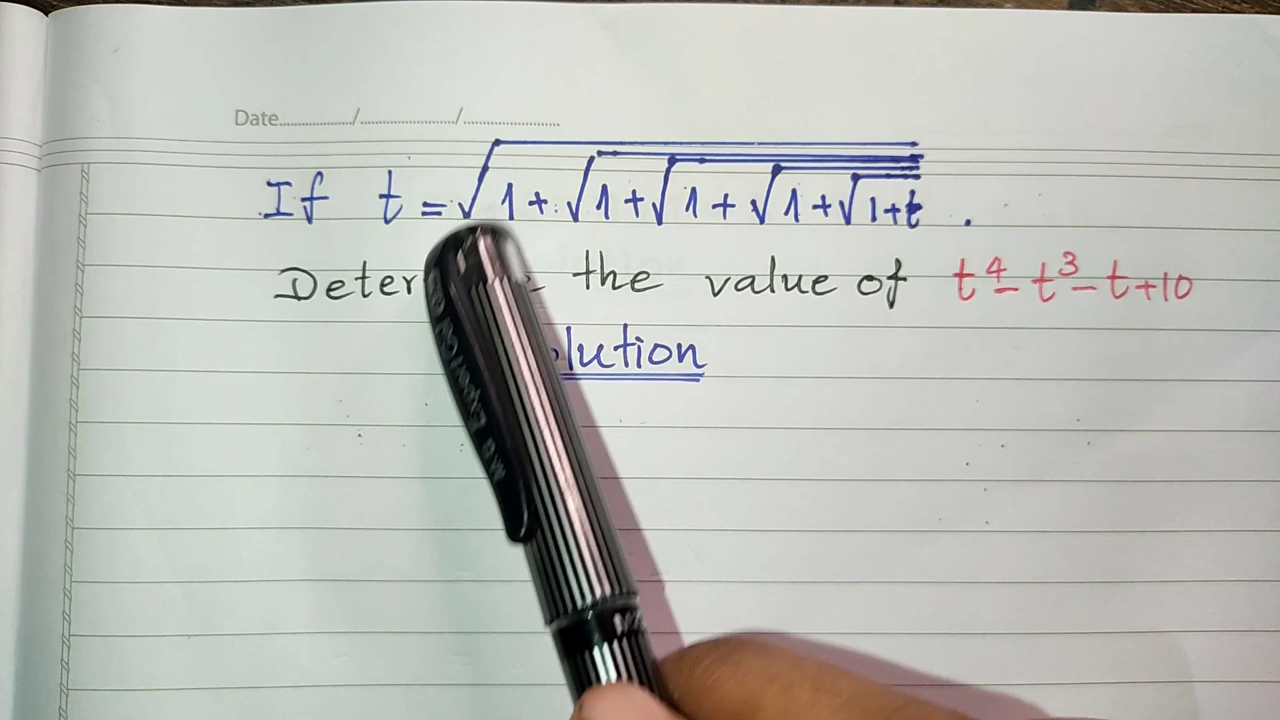 Date................../......................./.......................
If t = √1+√1+√1+√1+√1+t .
Deter the value of t⁴ - t³ - t + 10
lution